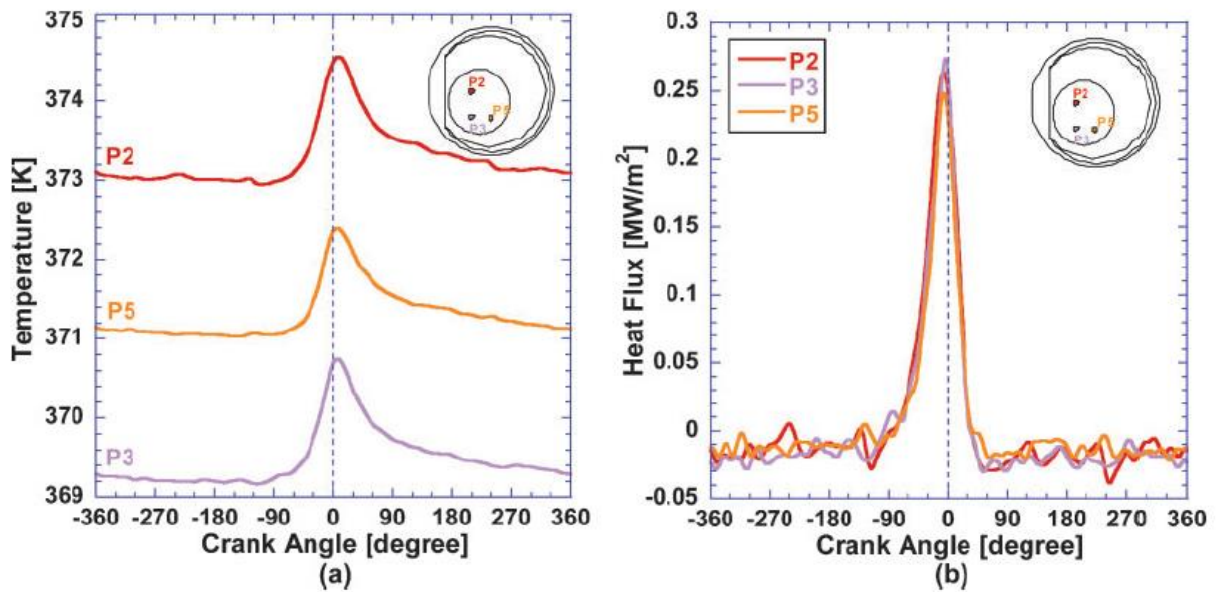 375
374
373
372
371
370
369
Temperature [K]
P2
P5
P3
P2
P5
P3
-360 -270 -180 -90 0 90 180 270 360
Crank Angle [degree]
(a)
0.3
0.25
0.2
0.15
0.1
0.05
0
-0.05
Heat Flux [MW/m²]
P2
P3
P5
P2
P5
P3
-360 -270 -180 -90 0 90 180 270 360
Crank Angle [degree]
(b)